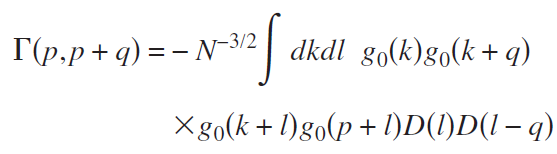 Γ(p,p + q) = − N^{−3/2} ∫ dkdl g₀(k)g₀(k + q)
×g₀(k + l)g₀(p + l)D(l)D(l − q)